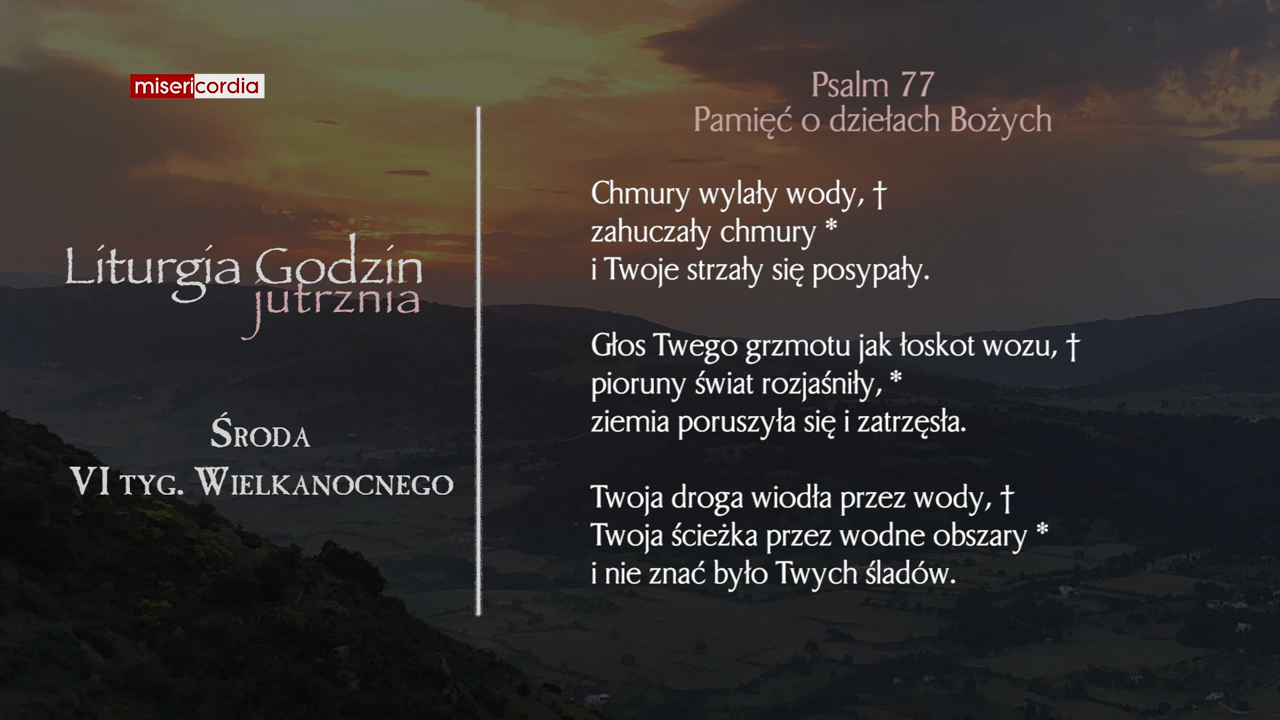 misericordia
Liturgia Godzin
jutrznia
Środa
VI tyg. Wielkanocnego
Psalm 77
Pamięć o dziełach Bożych
Chmury wylały wody, †
zahuczały chmury *
i Twoje strzały się posypały.
Głos Twego grzmotu jak łoskot wozu, †
pioruny świat rozjaśniły, *
ziemia poruszyła się i zatrzęsła.
Twoja droga wiodła przez wody, †
Twoja ścieżka przez wodne obszary *
i nie znać było Twych śladów.